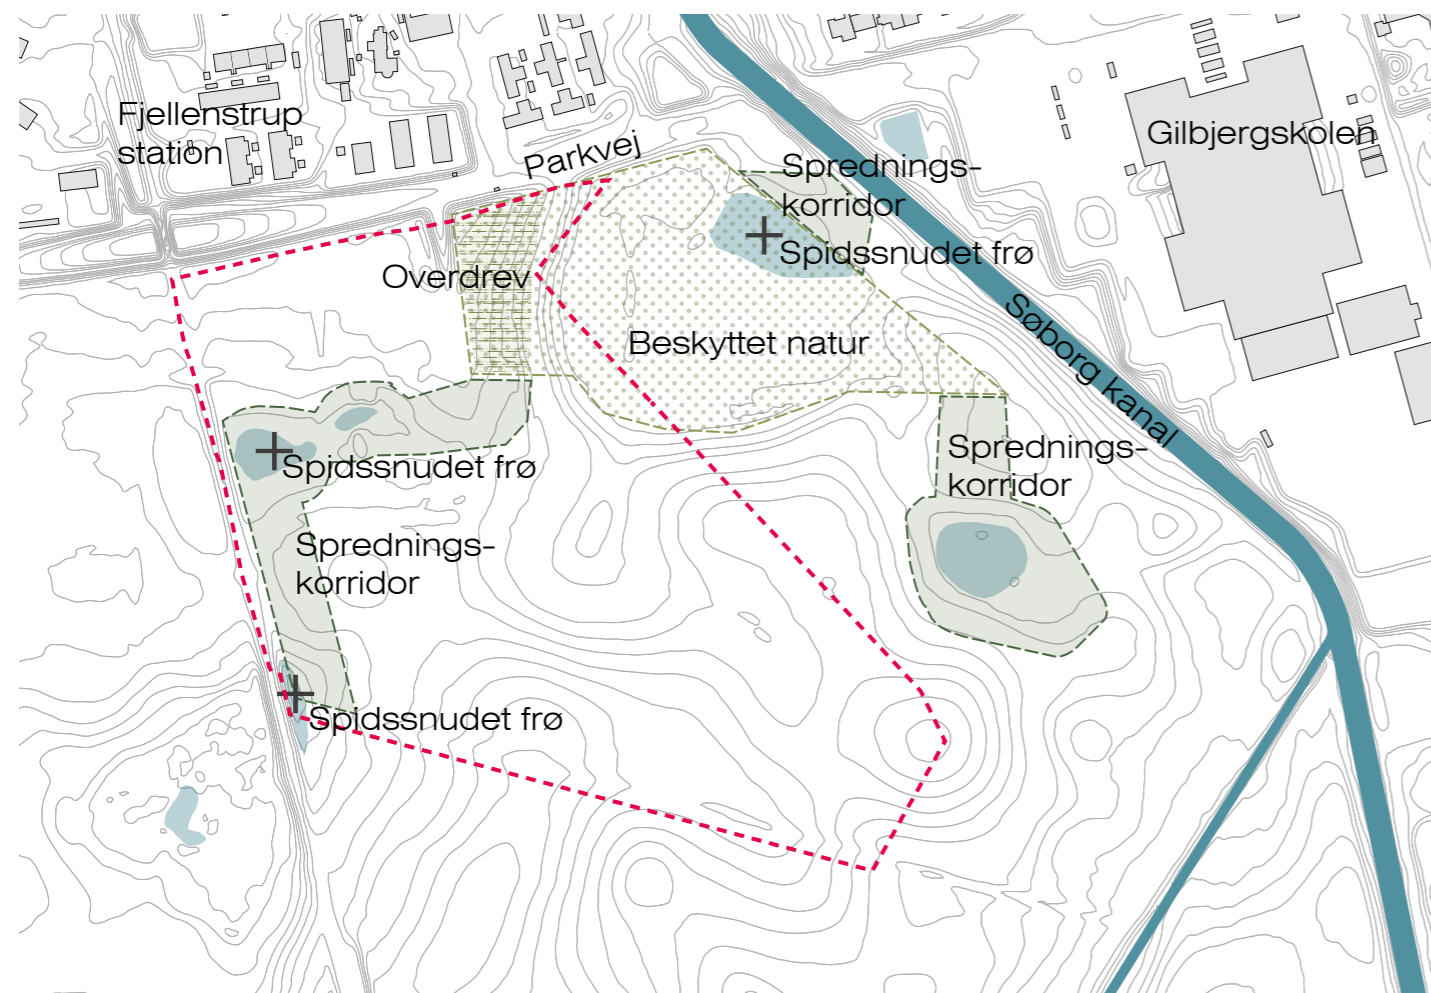 Fjellenstrup
station
Parkvej
Gilbjergskolen
Sprednings-
korridor
Spidssnudet frø
Overdrev
Beskyttet natur
Søborg kanal
Spidssnudet frø
Sprednings-
korridor
Sprednings-
korridor
Spidssnudet frø